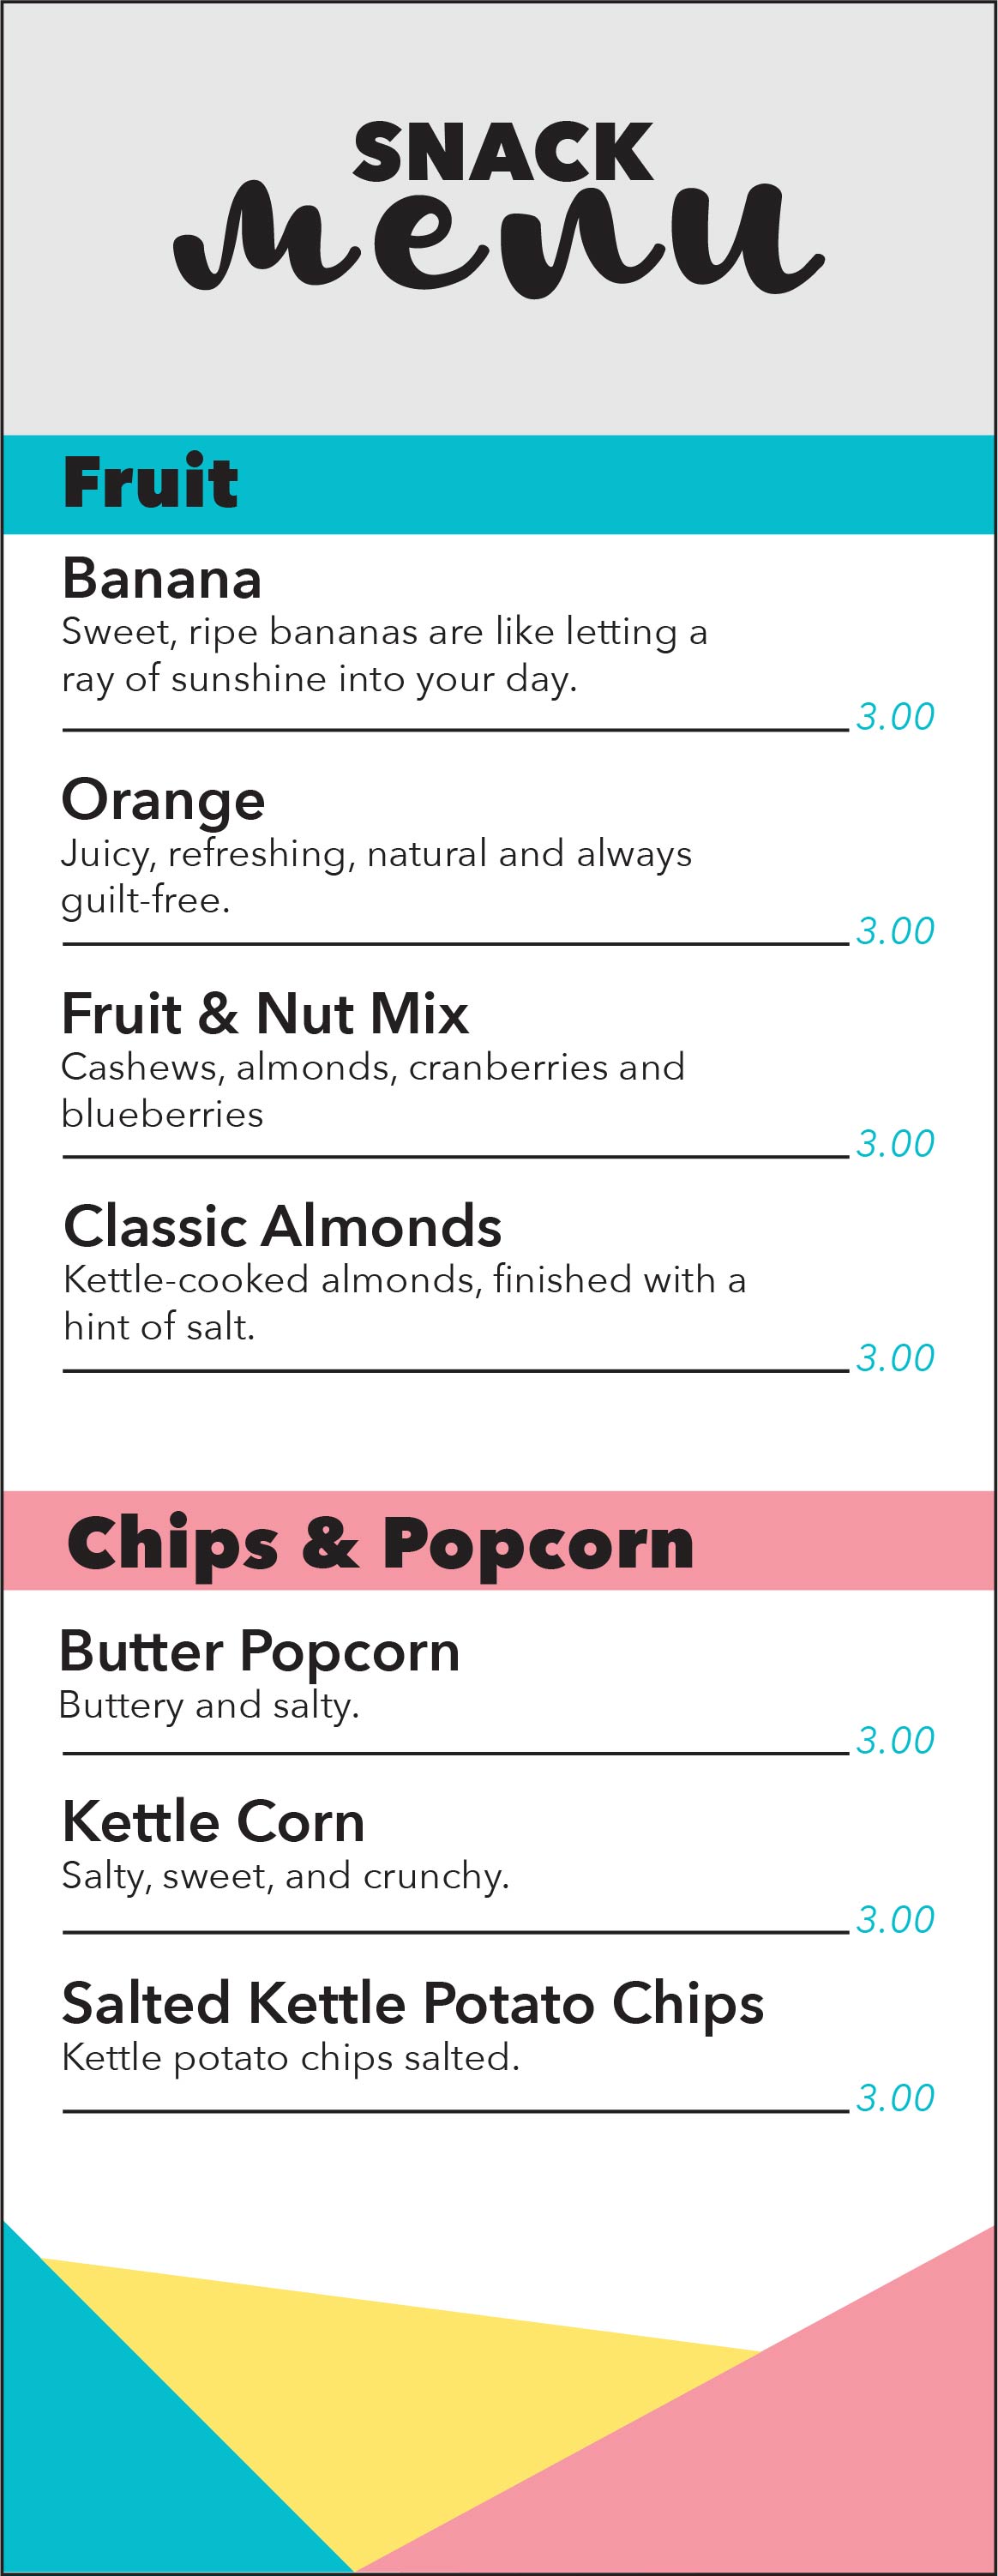 SNACK
menu
Fruit
Banana
Sweet, ripe bananas are like letting a
ray of sunshine into your day.
3.00
Orange
Juicy, refreshing, natural and always
guilt-free.
3.00
Fruit & Nut Mix
Cashews, almonds, cranberries and
blueberries
3.00
Classic Almonds
Kettle-cooked almonds, finished with a
hint of salt.
3.00
Chips & Popcorn
Butter Popcorn
Buttery and salty.
3.00
Kettle Corn
Salty, sweet, and crunchy.
3.00
Salted Kettle Potato Chips
Kettle potato chips salted.
3.00